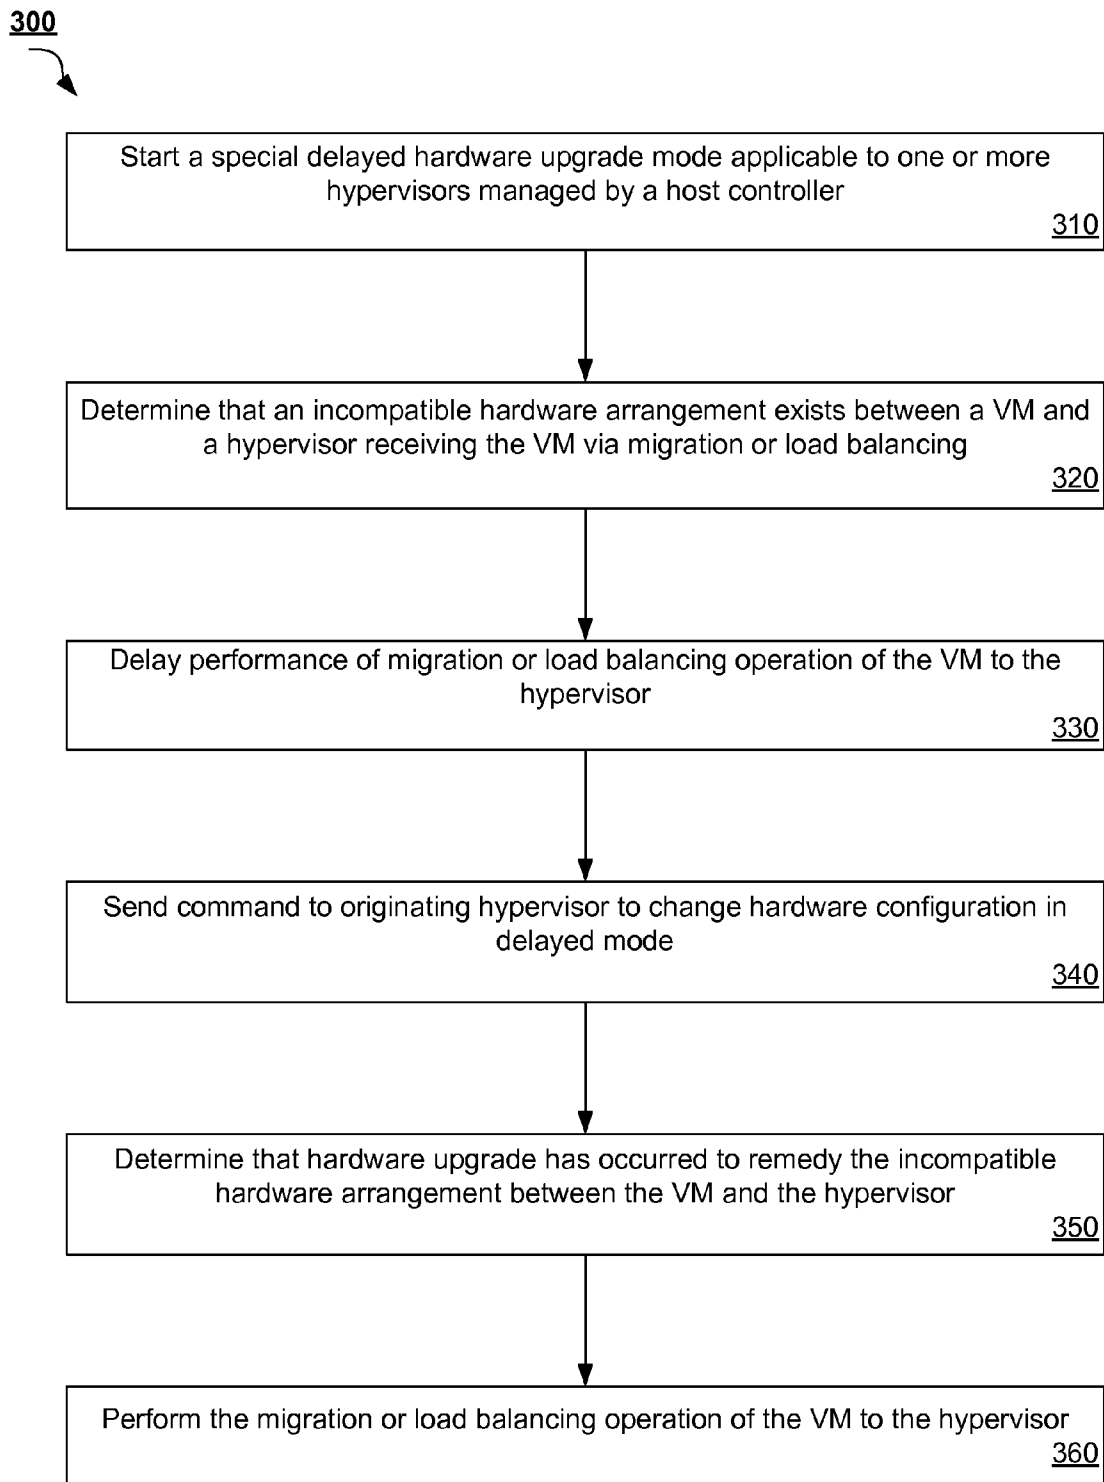 300
Start a special delayed hardware upgrade mode applicable to one or more
hypervisors managed by a host controller
310
Determine that an incompatible hardware arrangement exists between a VM and
a hypervisor receiving the VM via migration or load balancing
320
Delay performance of migration or load balancing operation of the VM to the
hypervisor
330
Send command to originating hypervisor to change hardware configuration in
delayed mode
340
Determine that hardware upgrade has occurred to remedy the incompatible
hardware arrangement between the VM and the hypervisor
350
Perform the migration or load balancing operation of the VM to the hypervisor
360